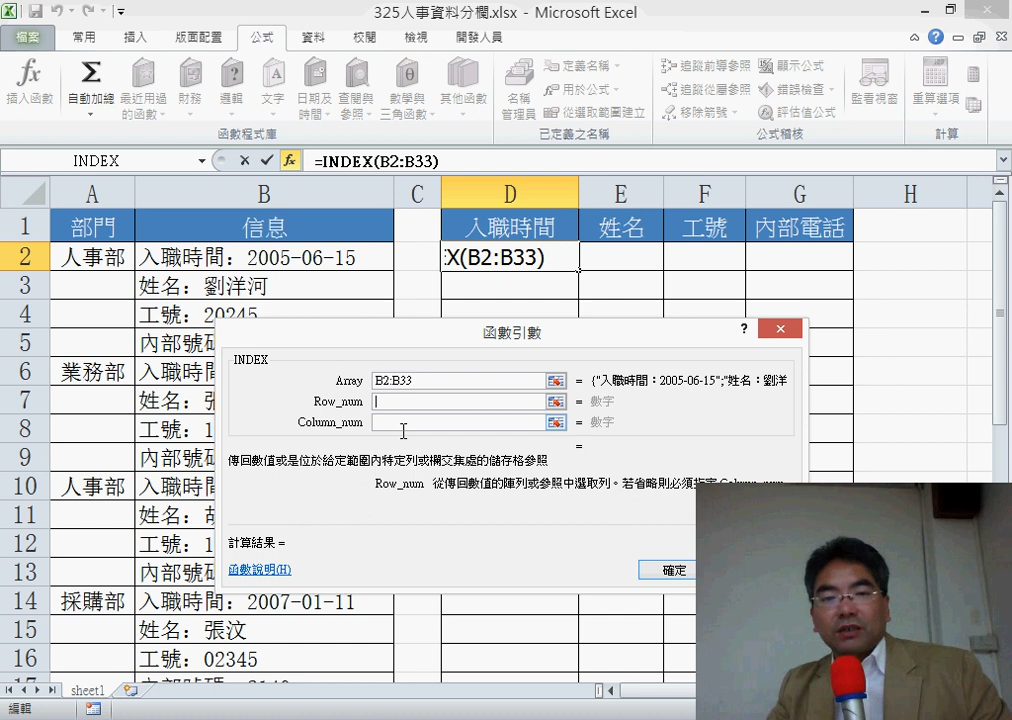 325人事資料分欄.xlsx - Microsoft Excel
檔案 常用 插入 版面配置 公式 資料 校閱 檢視 開發人員
插入函數 自動加總 最近用過的函數 財務 邏輯 文字 日期及時間 查閱與參照 數學與三角函數 其他函數
函數程式庫
名稱管理員 定義名稱 用於公式 從選取範圍建立
已定義之名稱
追蹤前導參照 追蹤從屬參照 移除箭號 顯示公式 錯誤檢查 評估值公式 監看視窗
公式稽核
重算選項
計算
INDEX fx =INDEX(B2:B33)
A B C D E F G H
1 部門 信息 入職時間 姓名 工號 內部電話
2 人事部 入職時間：2005-06-15 EX(B2:B33)
3 姓名：劉洋河
4 工號：20245
5 內部號碼
6 業務部 入職時
7 姓名：張
8 工號：1
9 內部號碼
10 人事部 入職時
11 姓名：胡
12 工號：1
13 內部號碼
14 採購部 入職時間：2007-01-11
15 姓名：張汶
16 工號：02345
函數引數
INDEX
Array B2:B33 = {"入職時間：2005-06-15";"姓名：劉洋
Row_num = 數字
Column_num = 數字
=
傳回數值或是位於給定範圍內特定列或欄交集處的儲存格參照
Row_num 從傳回數值的陣列或參照中選取列。若省略則必須指定 Column_num
計算結果 =
函數說明(H)
確定
sheet1
編輯